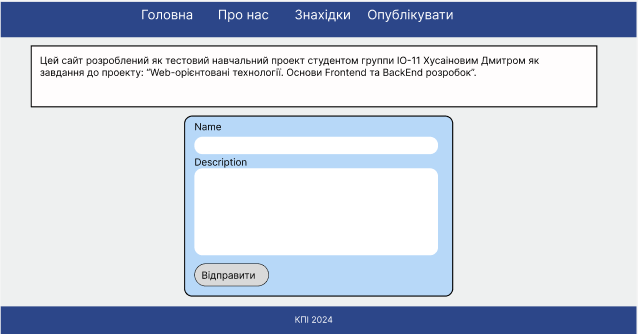 Головна Про нас Знахідки Опублікувати
Цей сайт розроблений як тестовий навчальний проект студентом группи ІО-11 Хусаіновим Дмитром як
завдання до проекту: “Web-орієнтовані технології. Основи Frontend та BackEnd розробок”.
Name
Description
Відправити
КПІ 2024